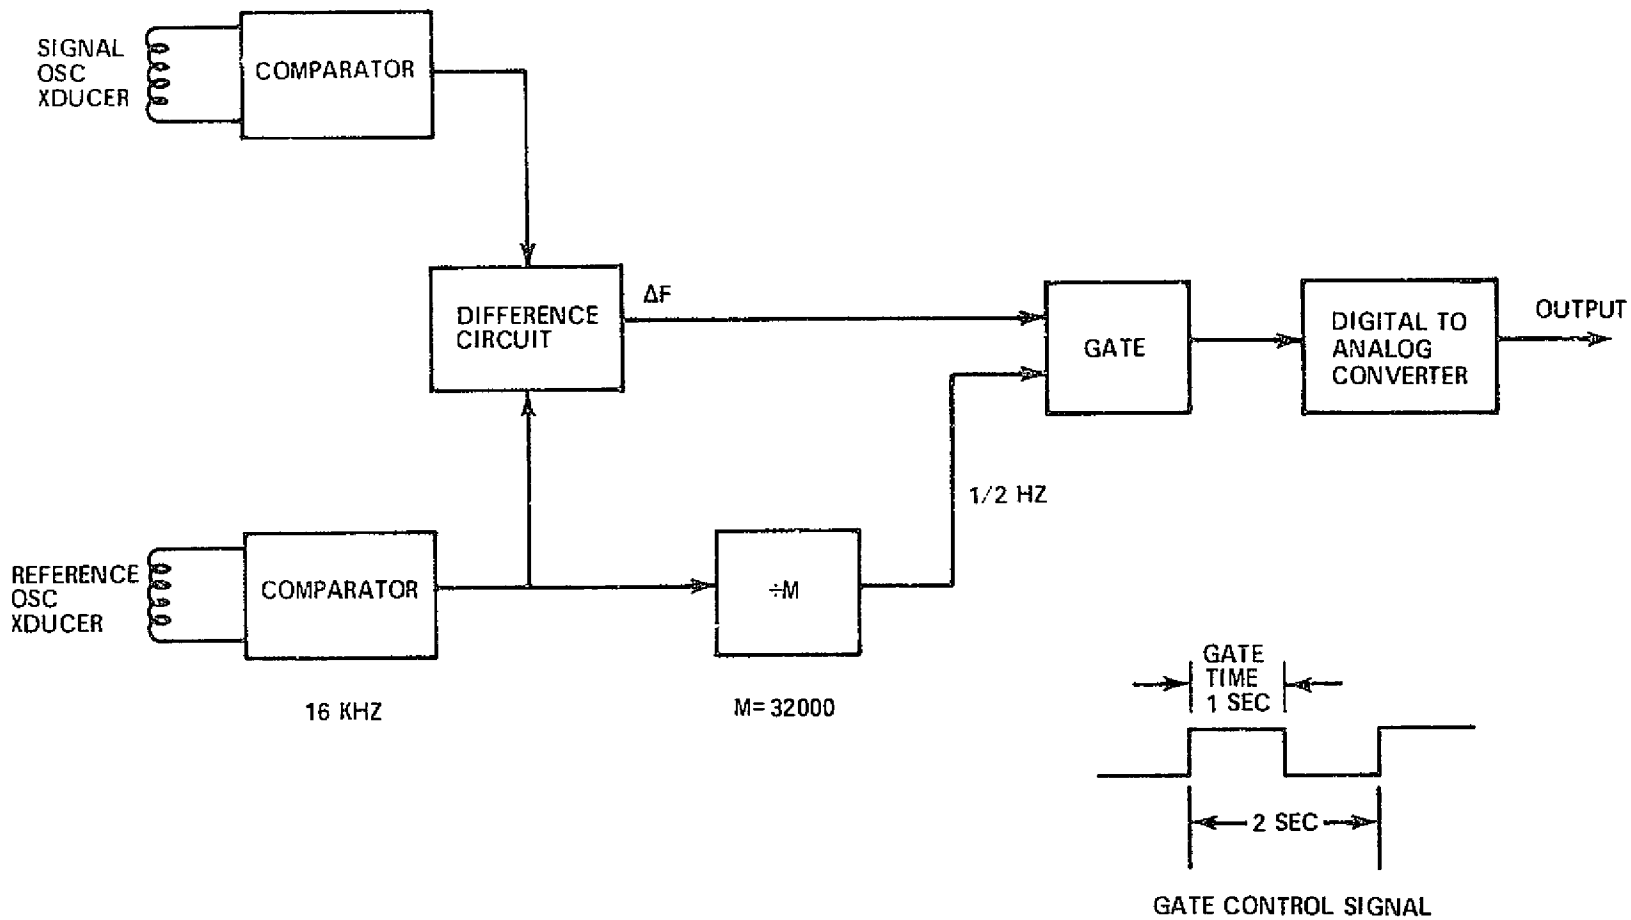 SIGNAL
OSC
XDUCER
COMPARATOR
DIFFERENCE
CIRCUIT
ΔF
GATE
DIGITAL TO
ANALOG
CONVERTER
OUTPUT
1/2 HZ
REFERENCE
OSC
XDUCER
COMPARATOR
÷M
16 KHZ
M= 32000
GATE
TIME
1 SEC
2 SEC
GATE CONTROL SIGNAL